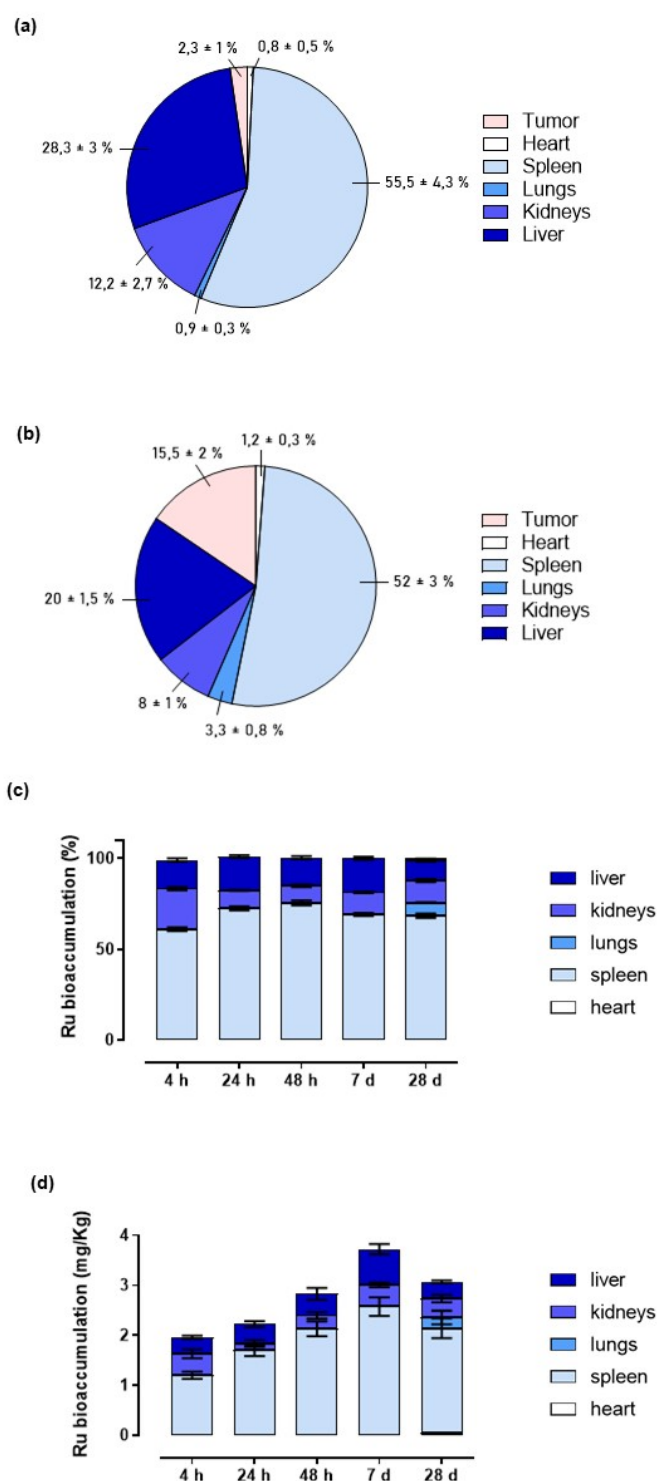 (a)
2,3 ± 1 %
0,8 ± 0,5 %
28,3 ± 3 %
55,5 ± 4,3 %
12,2 ± 2,7 %
0,9 ± 0,3 %
Tumor
Heart
Spleen
Lungs
Kidneys
Liver
(b)
15,5 ± 2 %
1,2 ± 0,3 %
20 ± 1,5 %
52 ± 3 %
8 ± 1 %
3,3 ± 0,8 %
Tumor
Heart
Spleen
Lungs
Kidneys
Liver
(c)
Ru bioaccumulation (%)
100
50
0
4 h 24 h 48 h 7 d 28 d
liver
kidneys
lungs
spleen
heart
(d)
Ru bioaccumulation (mg/Kg)
4
3
2
1
0
4 h 24 h 48 h 7 d 28 d
liver
kidneys
lungs
spleen
heart